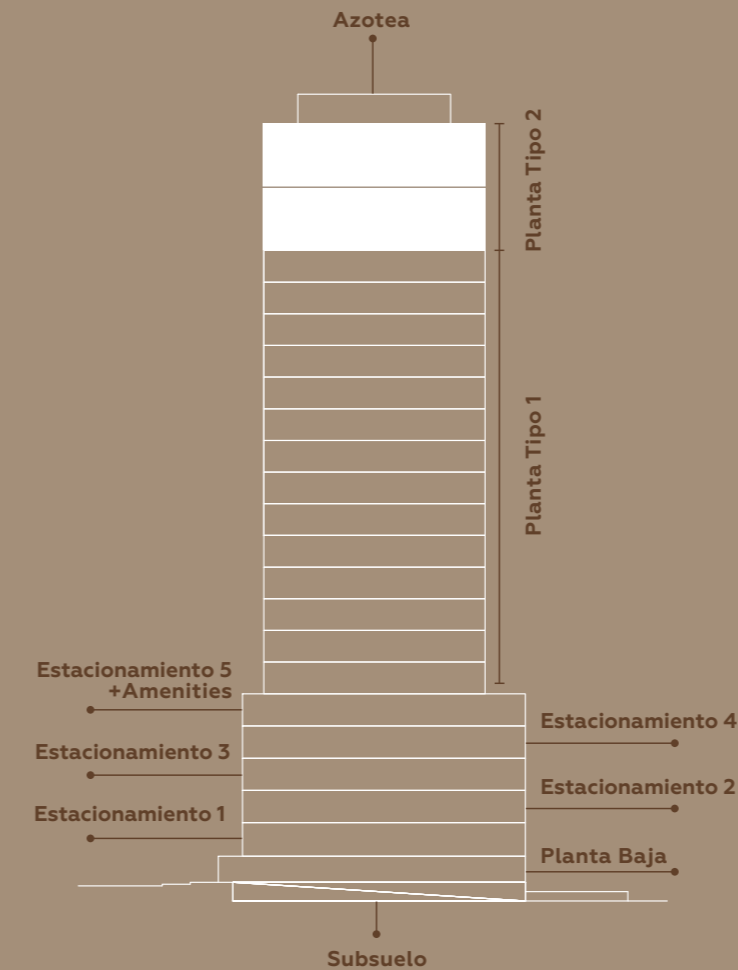 Azotea
Planta Tipo 2
Planta Tipo 1
Estacionamiento 5
+Amenities
Estacionamiento 4
Estacionamiento 3
Estacionamiento 2
Estacionamiento 1
Planta Baja
Subsuelo